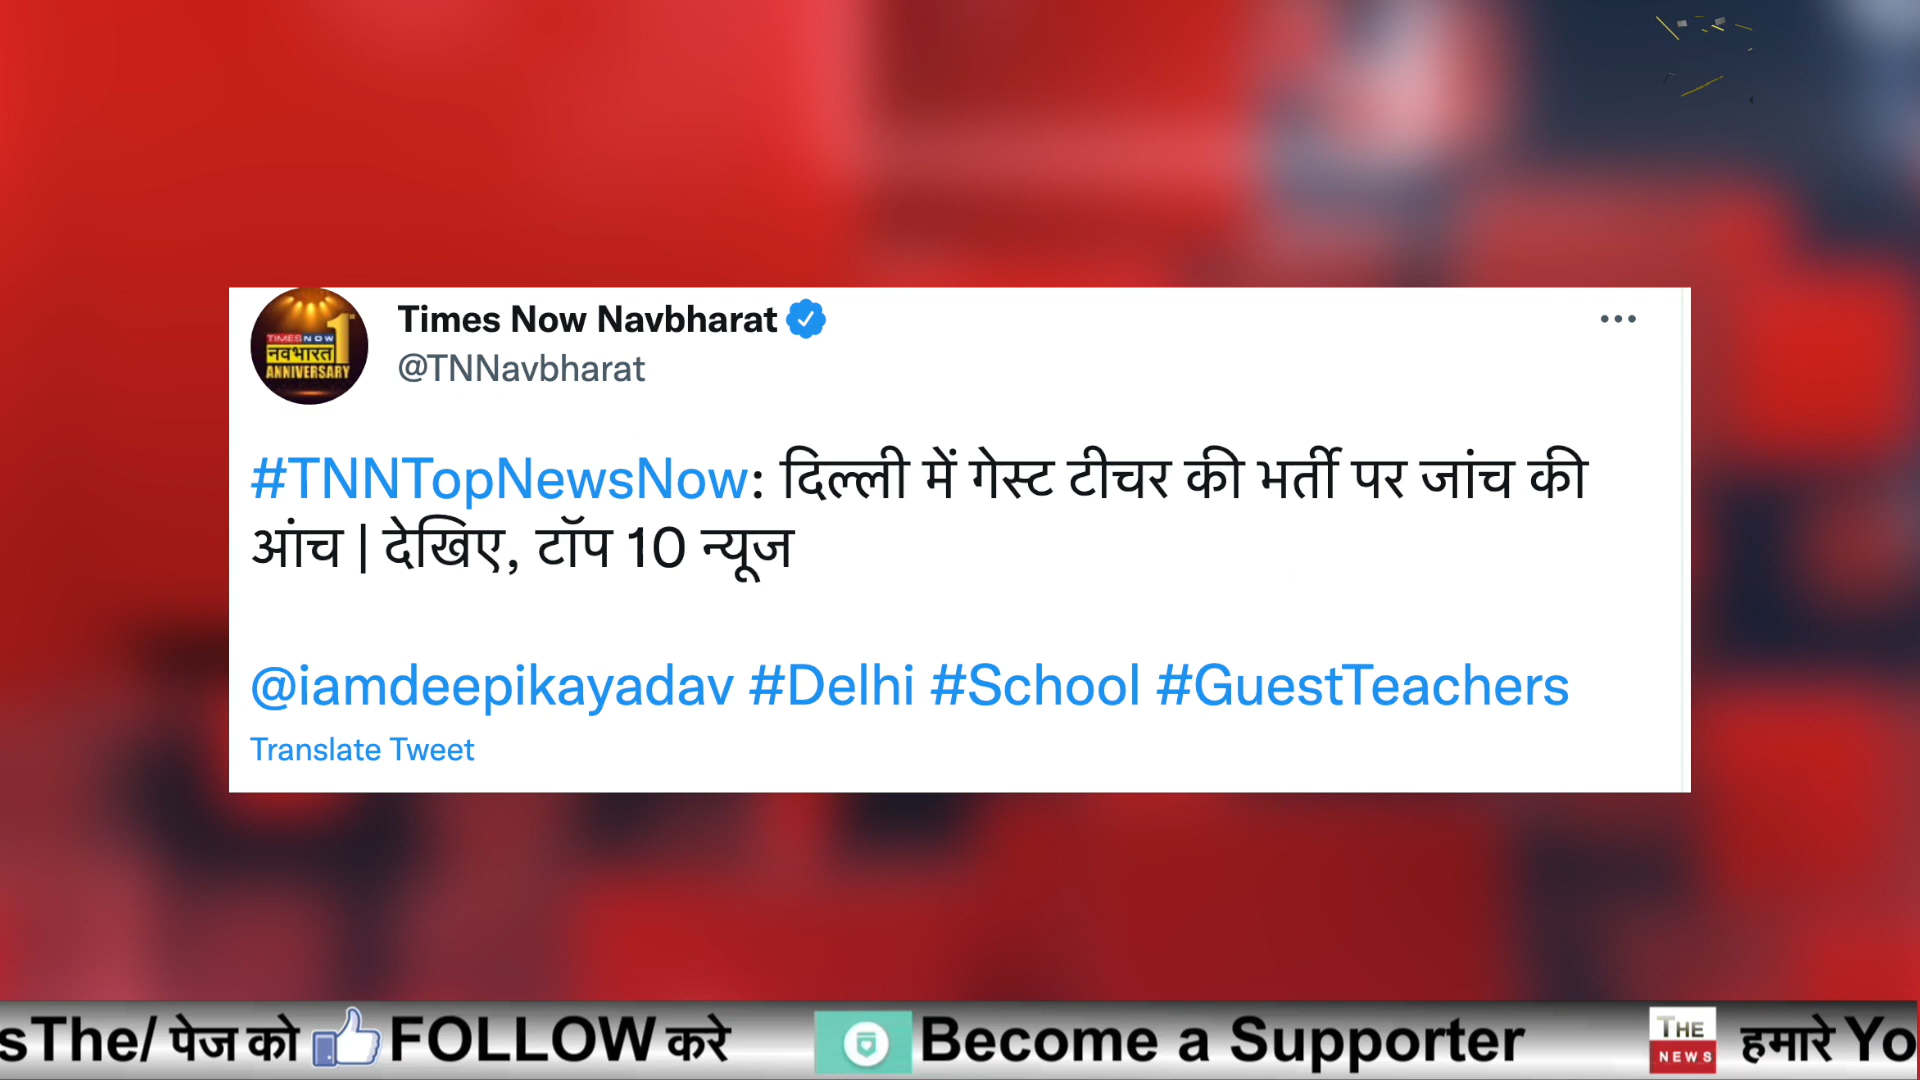 Times Now Navbharat
@TNNavbharat
TIMES NOW
नवभारत
1st
ANNIVERSARY
#TNNTopNewsNow: दिल्ली में गेस्ट टीचर की भर्ती पर जांच की
आंच | देखिए, टॉप 10 न्यूज
@iamdeepikayadav #Delhi #School #GuestTeachers
Translate Tweet
sThe/ पेज को FOLLOW करे Become a Supporter THE NEWS हमारे Yo